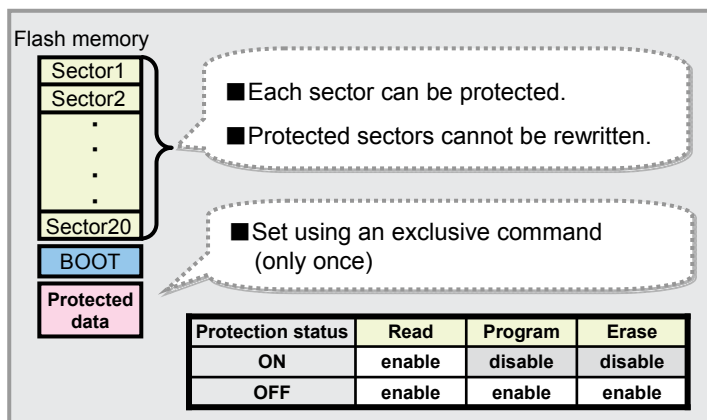 Flash memory
Sector1
Sector2
.
.
.
.
Sector20
BOOT
Protected
data
■Each sector can be protected.
■Protected sectors cannot be rewritten.
■Set using an exclusive command
(only once)
Protection status Read Program Erase
ON enable disable disable
OFF enable enable enable